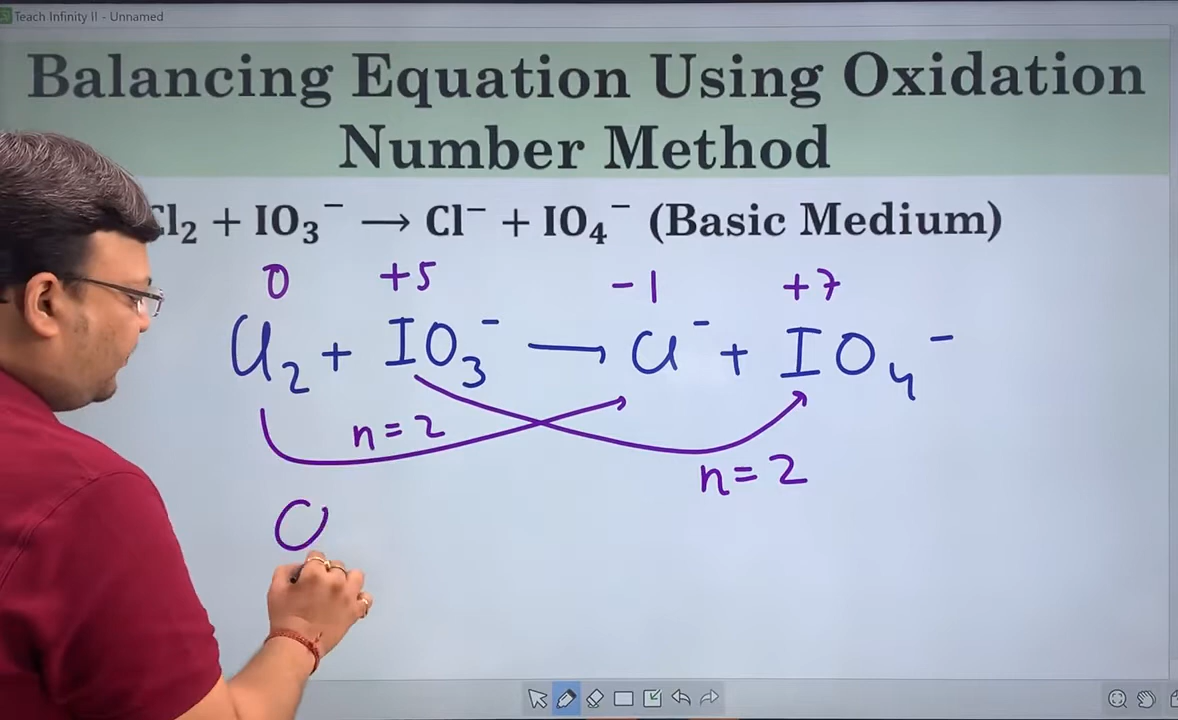 Teach Infinity II - Unnamed
Balancing Equation Using Oxidation
Number Method
Cl₂ + IO₃⁻ ⟶ Cl⁻ + IO₄⁻ (Basic Medium)
0 +5 -1 +7
Cl₂ + IO₃⁻ ⟶ Cl⁻ + IO₄⁻
n=2
n=2
O